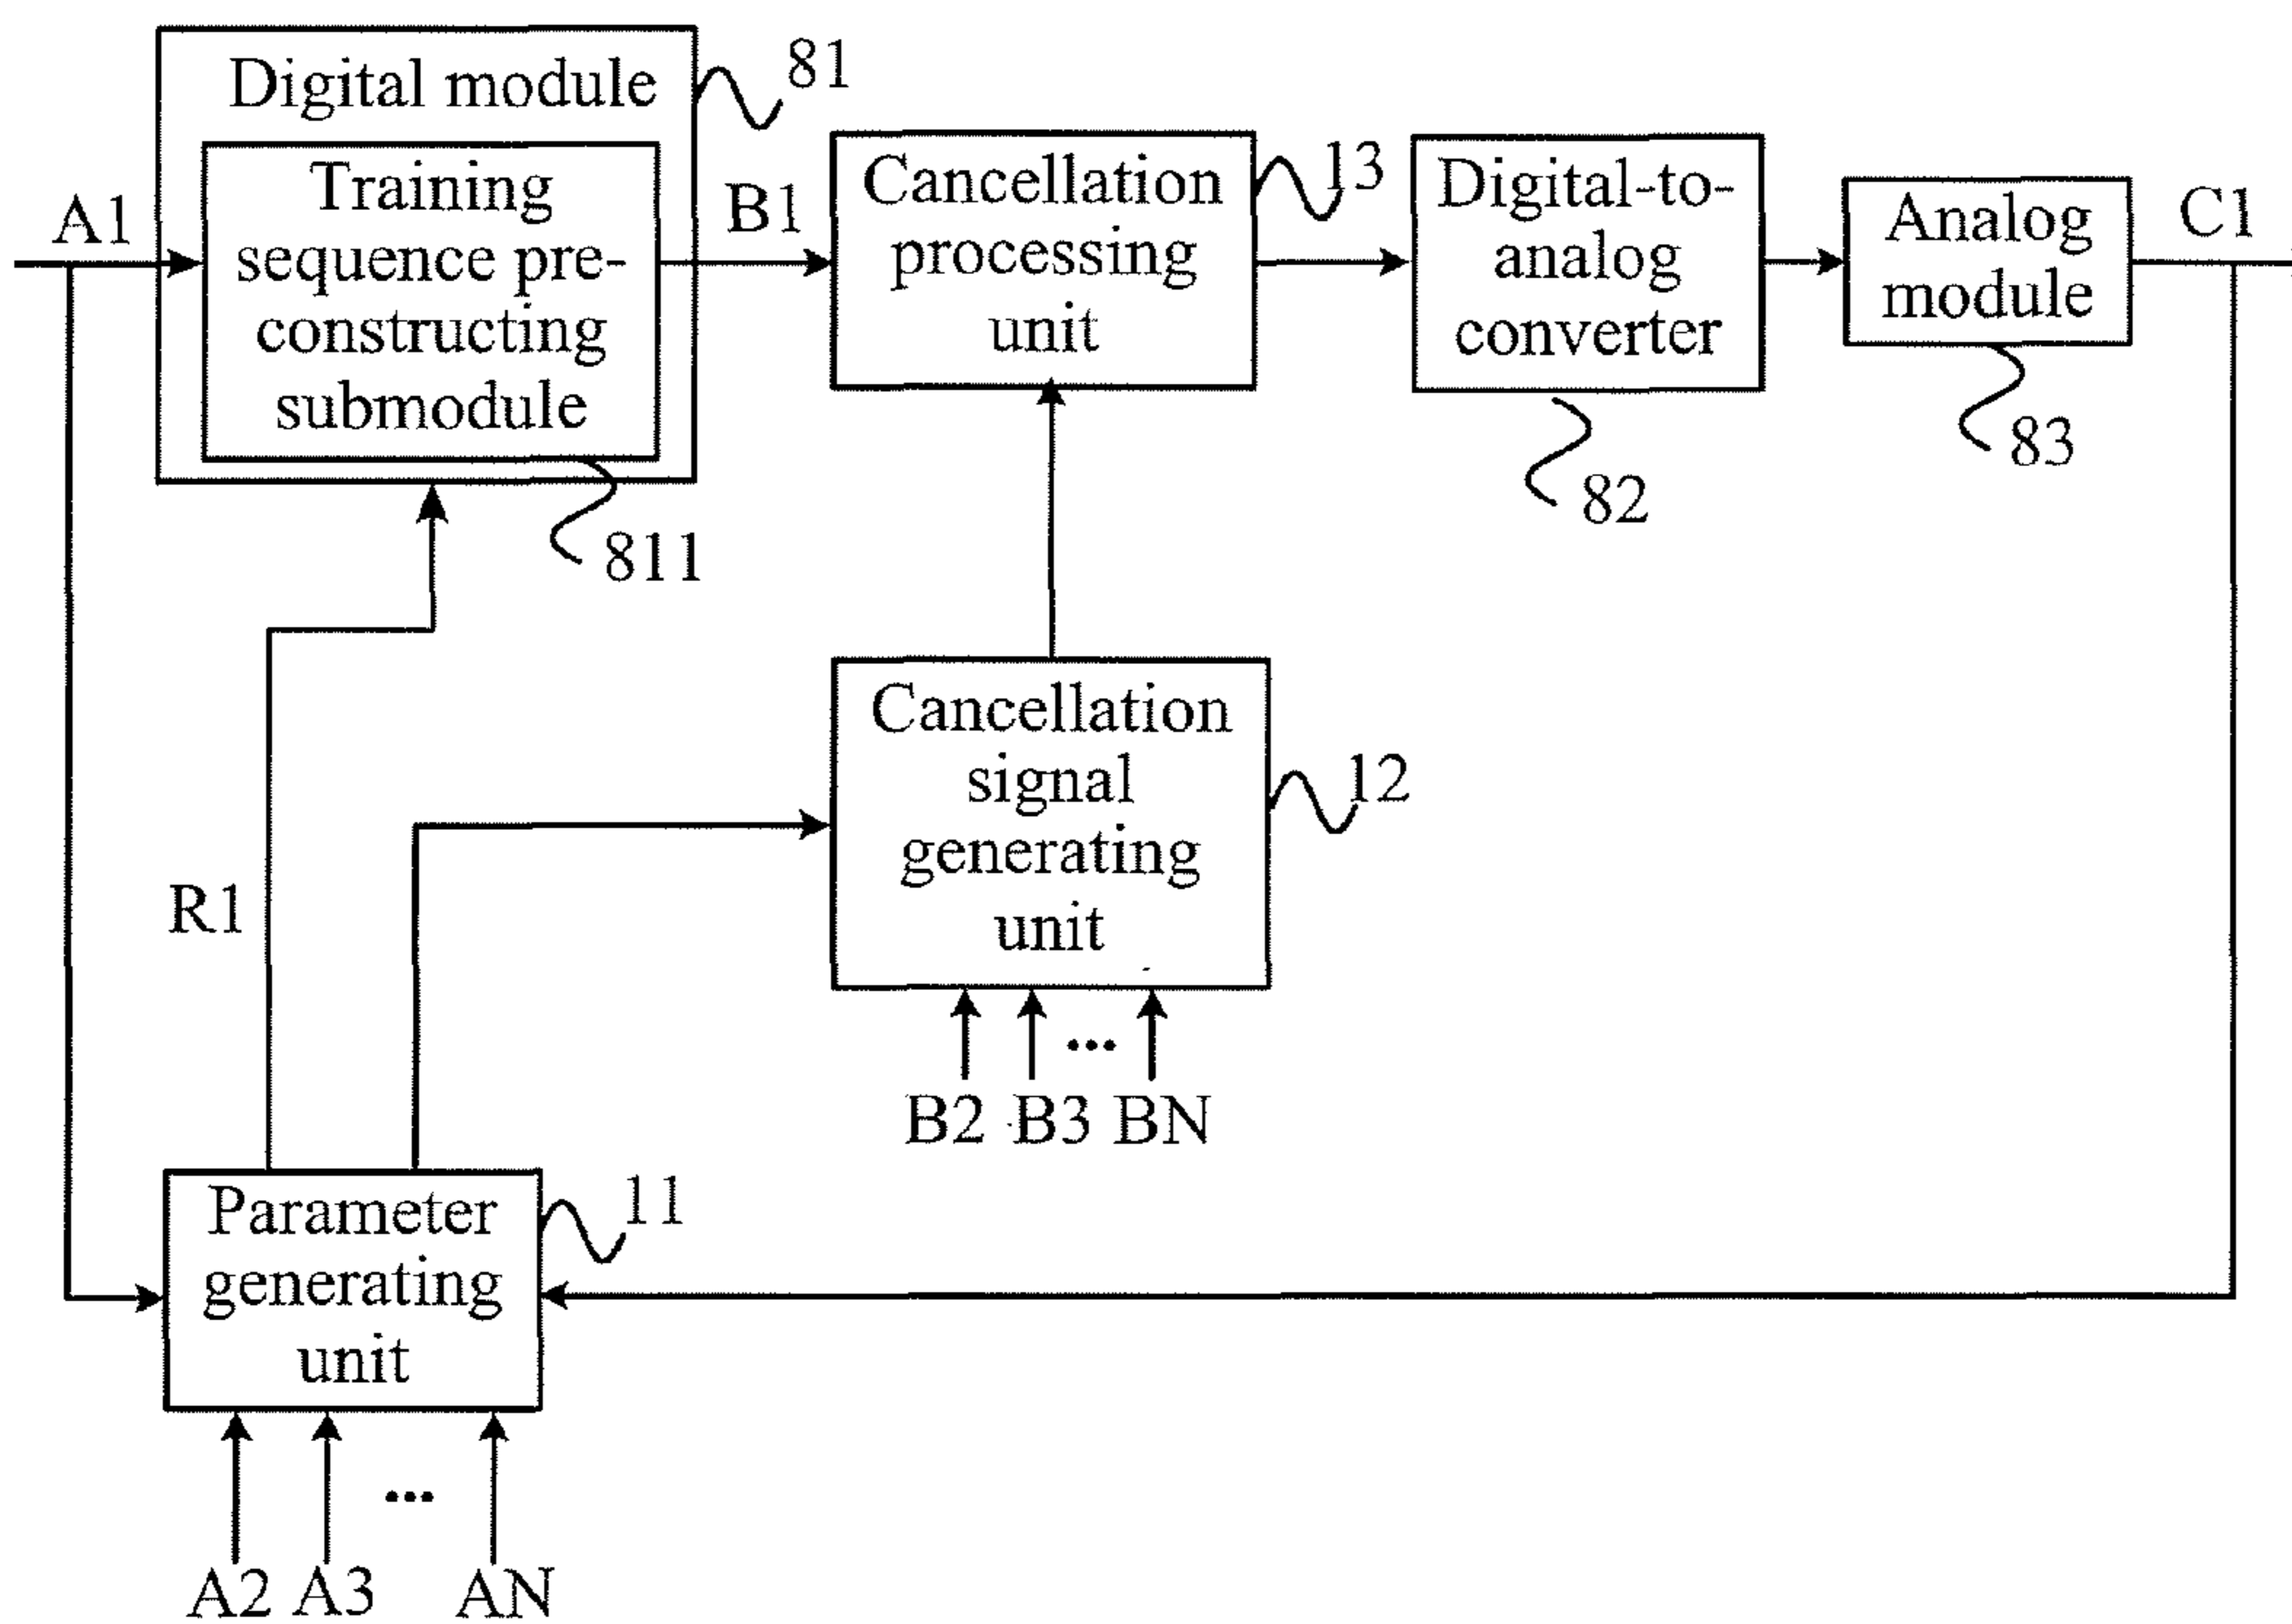 Digital module
81
Training
sequence pre-
constructing
submodule
811
A1
B1
Cancellation
processing
unit
13
Digital-to-
analog
converter
82
Analog
module
83
C1
R1
Cancellation
signal
generating
unit
12
B2 B3 ... BN
Parameter
generating
unit
11
A2 A3 ... AN